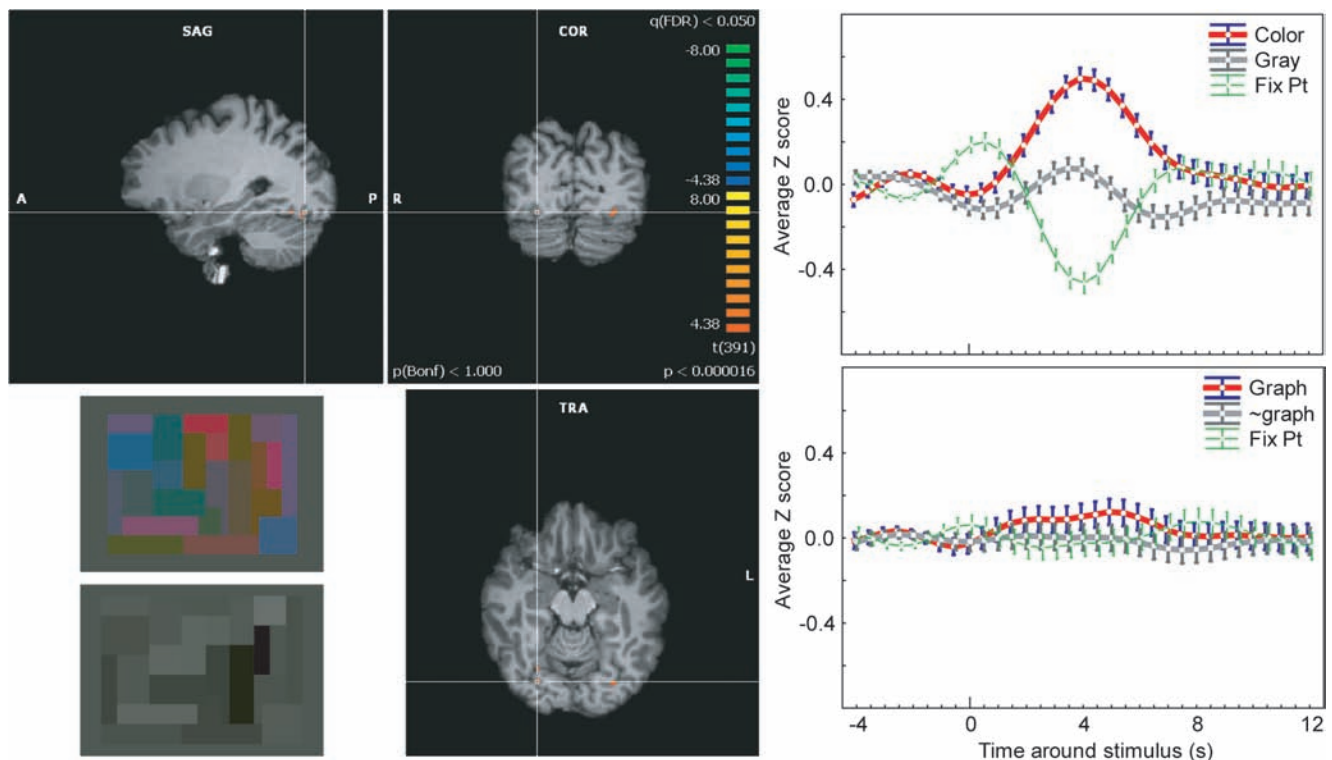 SAG
A
P
COR
q(FDR) < 0.050
-8.00
-4.38
8.00
4.38
t(391)
R
p(Bonf) < 1.000
p < 0.000016
TRA
L
Color
Gray
Fix Pt
Average Z score
0.4
0.0
-0.4
Graph
~graph
Fix Pt
Average Z score
0.4
0.0
-0.4
-4
0
4
8
12
Time around stimulus (s)